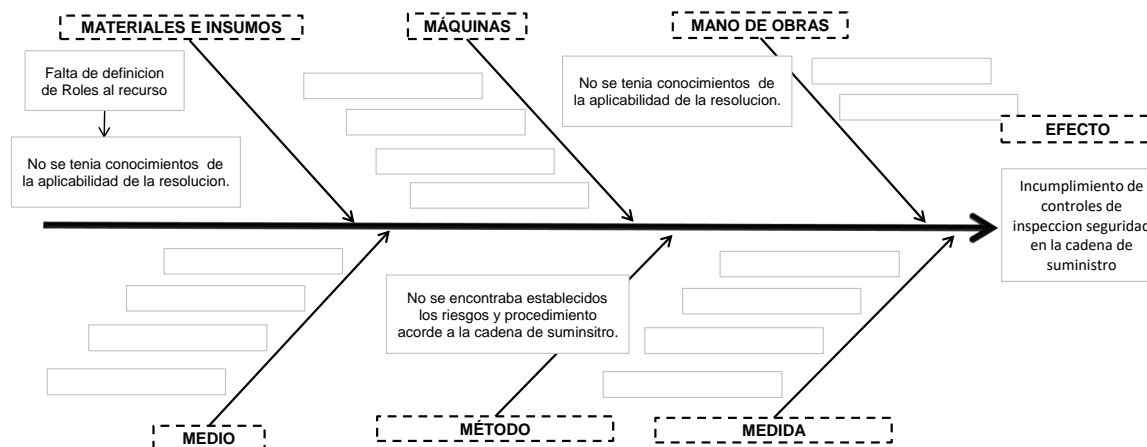 MATERIALES E INSUMOS
MÁQUINAS
MANO DE OBRAS
Falta de definicion
de Roles al recurso
No se tenia conocimientos de
la aplicabilidad de la resolucion.
No se tenia conocimientos de
la aplicabilidad de la resolucion.
EFECTO
Incumplimiento de
controles de
inspeccion seguridad
en la cadena de
suministro
No se encontraba establecidos
los riesgos y procedimiento
acorde a la cadena de suminsitro.
MEDIO
MÉTODO
MEDIDA